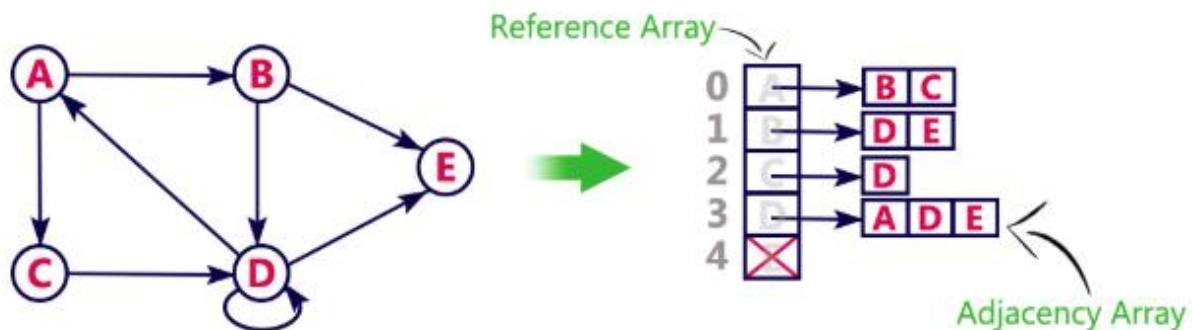 Reference Array
A B
E
C D
0 A B C
1 B D E
2 C D
3 D A D E
4
Adjacency Array